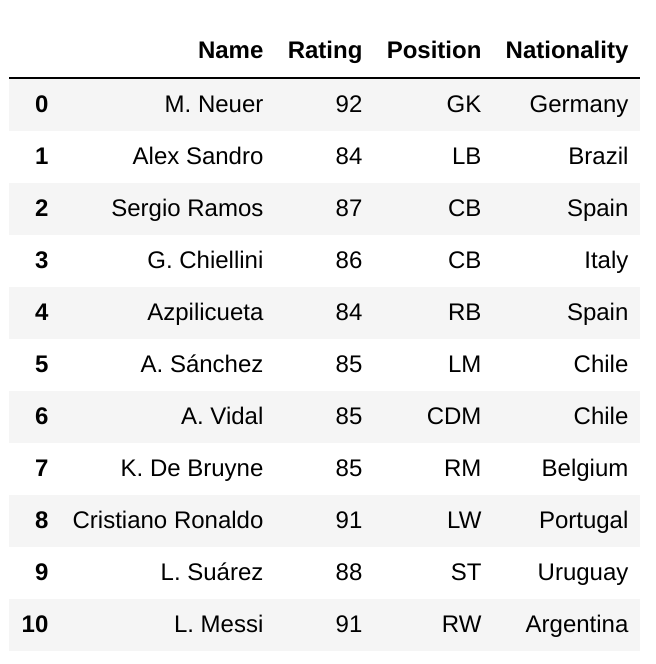 Name Rating Position Nationality
0 M. Neuer 92 GK Germany
1 Alex Sandro 84 LB Brazil
2 Sergio Ramos 87 CB Spain
3 G. Chiellini 86 CB Italy
4 Azpilicueta 84 RB Spain
5 A. Sánchez 85 LM Chile
6 A. Vidal 85 CDM Chile
7 K. De Bruyne 85 RM Belgium
8 Cristiano Ronaldo 91 LW Portugal
9 L. Suárez 88 ST Uruguay
10 L. Messi 91 RW Argentina